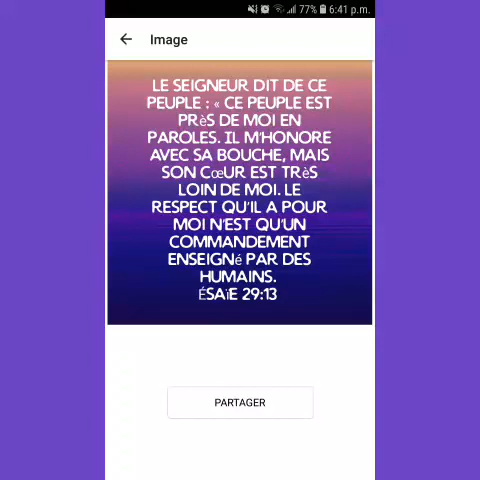 77% 6:41 p.m.
Image
LE SEIGNEUR DIT DE CE
PEUPLE : « CE PEUPLE EST
PRèS DE MOI EN
PAROLES. IL M'HONORE
AVEC SA BOUCHE, MAIS
SON CœUR EST TRèS
LOIN DE MOI. LE
RESPECT QU'IL A POUR
MOI N'EST QU'UN
COMMANDEMENT
ENSEIGNé PAR DES
HUMAINS.
ÉSAïE 29:13
PARTAGER